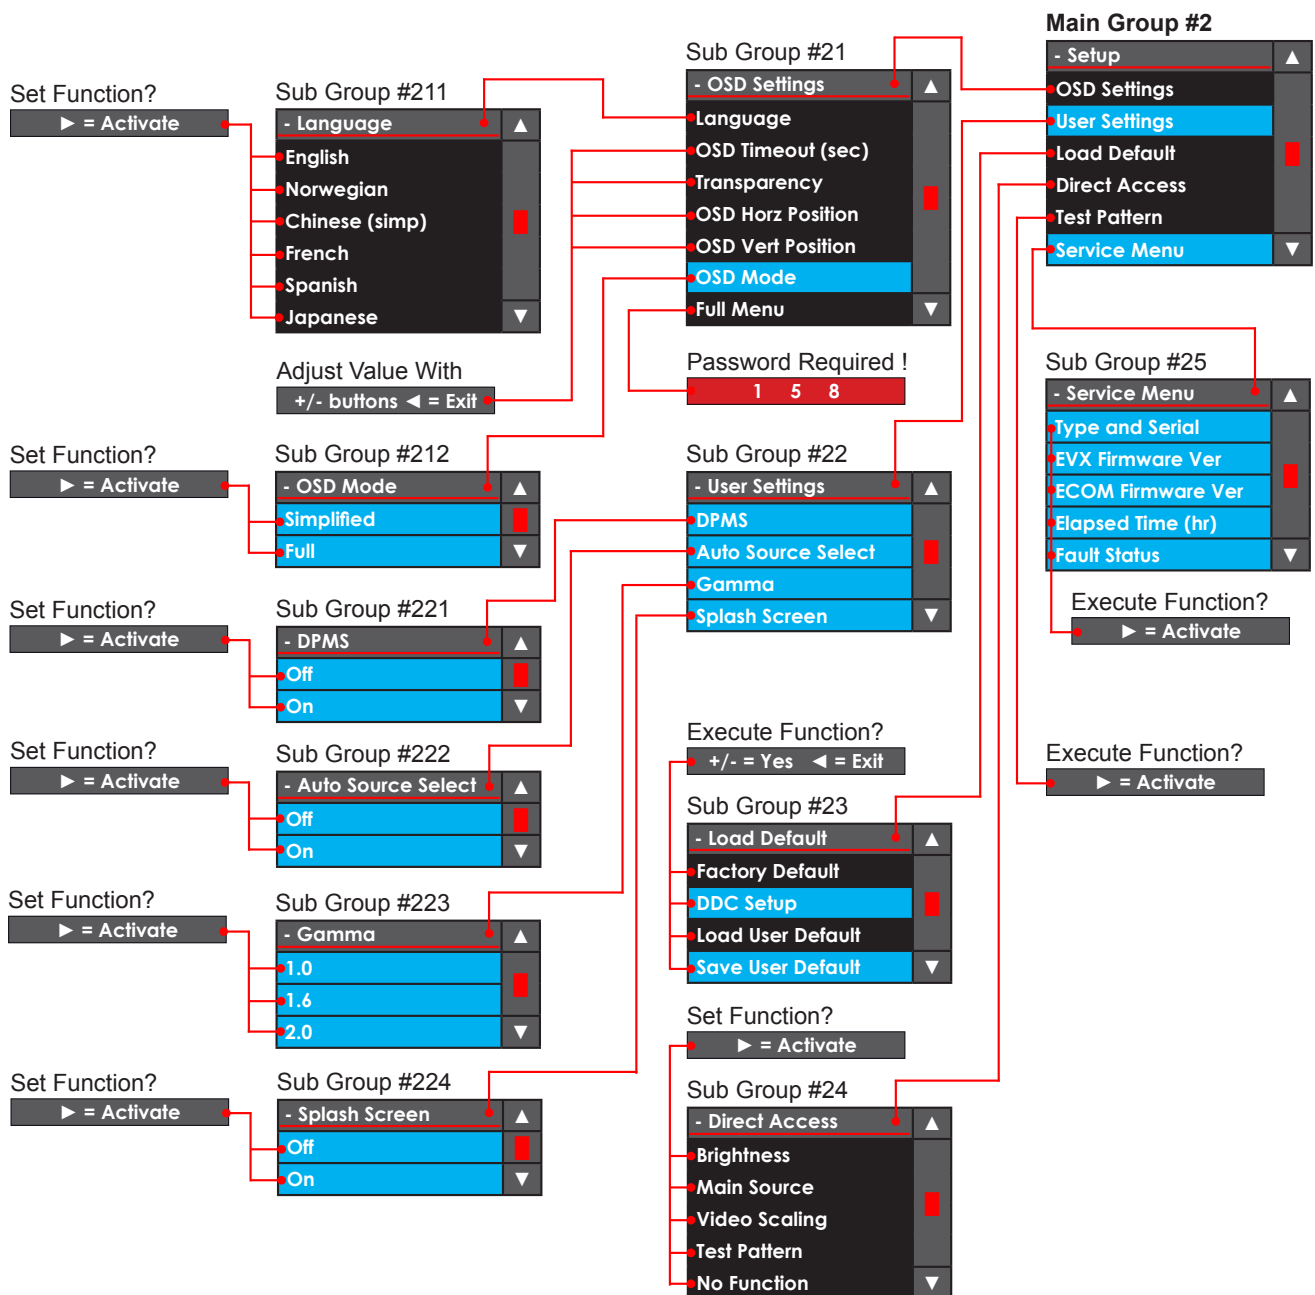 Main Group #2
- Setup ▲
OSD Settings
User Settings
Load Default
Direct Access
Test Pattern
Service Menu ▼
Sub Group #21
- OSD Settings ▲
Language
OSD Timeout (sec)
Transparency
OSD Horz Position
OSD Vert Position
OSD Mode
Full Menu ▼
Password Required !
1 5 8
Set Function?
► = Activate
Sub Group #211
- Language ▲
English
Norwegian
Chinese (simp)
French
Spanish
Japanese ▼
Adjust Value With
+/- buttons ◄ = Exit
Set Function?
► = Activate
Sub Group #212
- OSD Mode ▲
Simplified
Full ▼
Sub Group #22
- User Settings ▲
DPMS
Auto Source Select
Gamma
Splash Screen ▼
Sub Group #25
- Service Menu ▲
Type and Serial
EVX Firmware Ver
ECOM Firmware Ver
Elapsed Time (hr)
Fault Status ▼
Execute Function?
► = Activate
Set Function?
► = Activate
Sub Group #221
- DPMS ▲
Off
On ▼
Set Function?
► = Activate
Sub Group #222
- Auto Source Select ▲
Off
On ▼
Execute Function?
+/- = Yes ◄ = Exit
Sub Group #23
- Load Default ▲
Factory Default
DDC Setup
Load User Default
Save User Default ▼
Execute Function?
► = Activate
Set Function?
► = Activate
Sub Group #223
- Gamma ▲
1.0
1.6
2.0 ▼
Set Function?
► = Activate
Sub Group #224
- Splash Screen ▲
Off
On ▼
Set Function?
► = Activate
Sub Group #24
- Direct Access ▲
Brightness
Main Source
Video Scaling
Test Pattern
No Function ▼